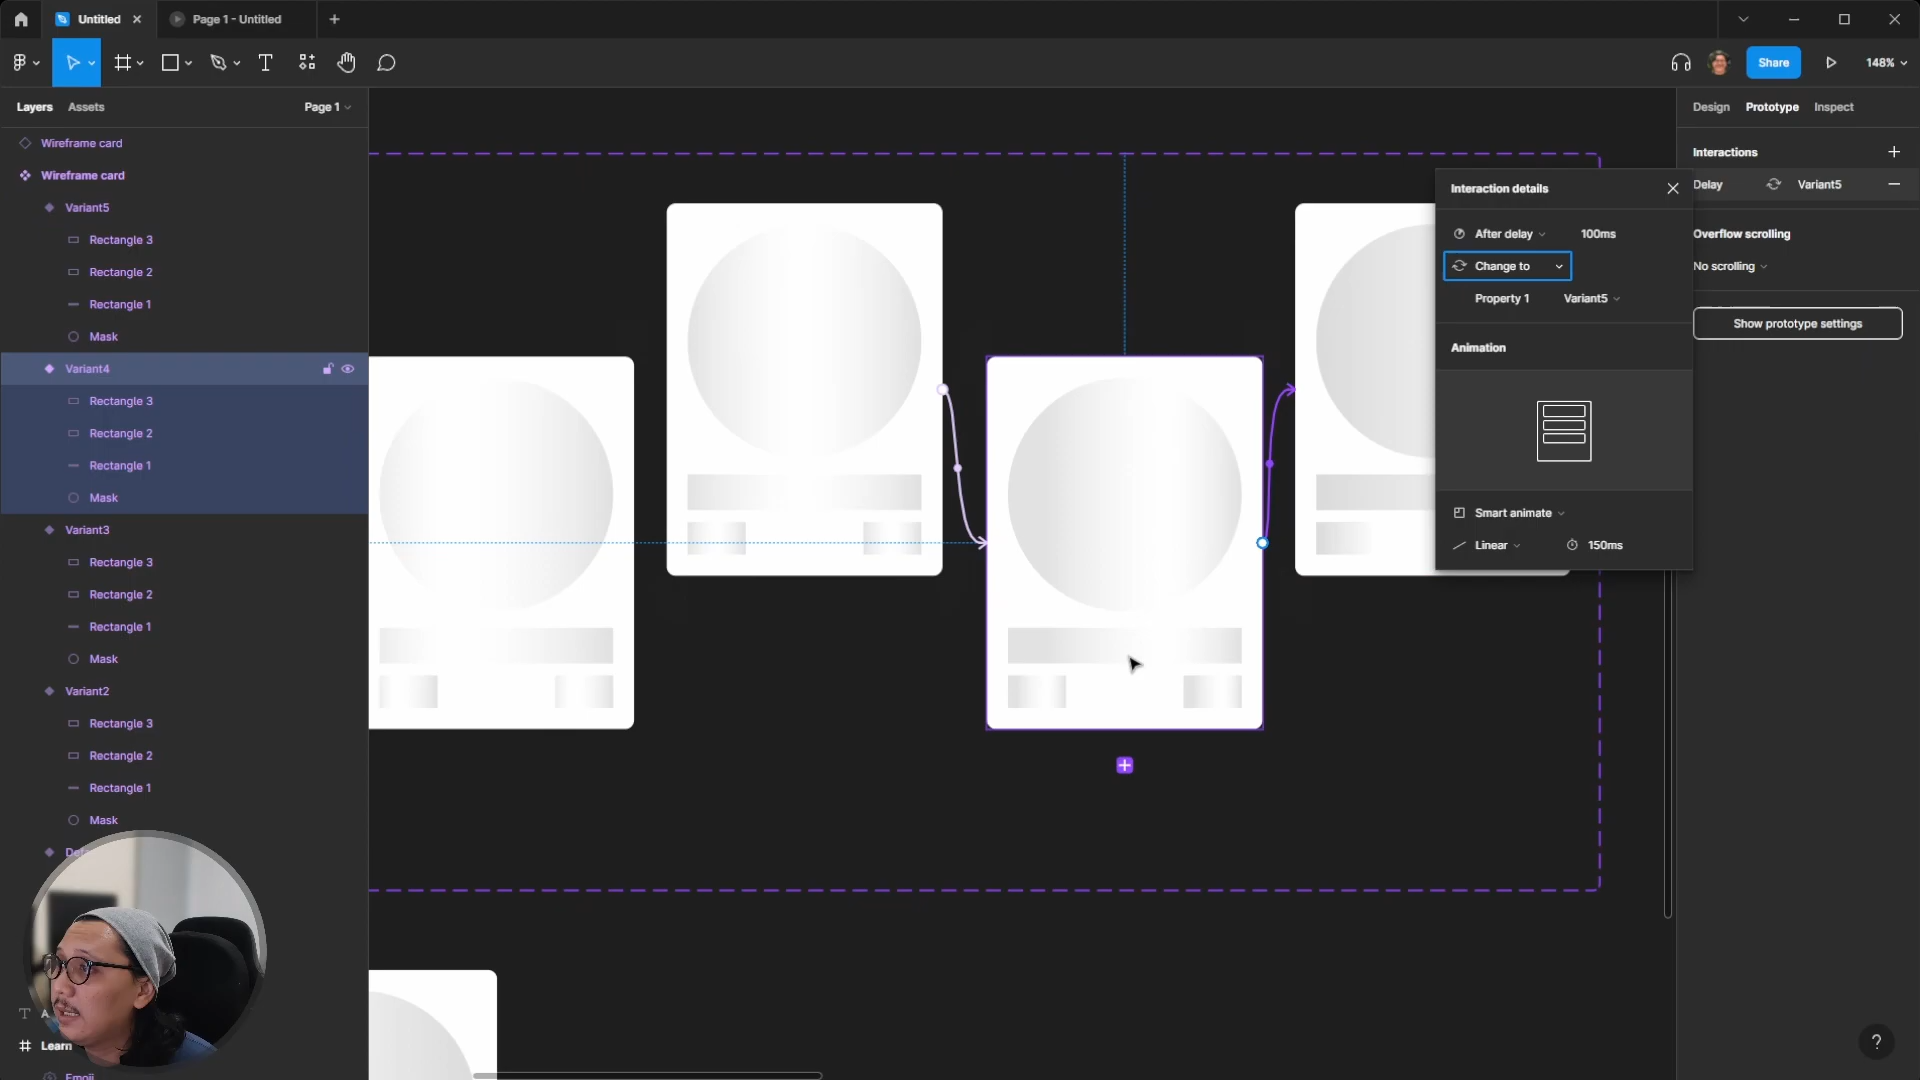 Untitled
Page 1 - Untitled
Share
148%
Layers
Assets
Page 1
Design
Prototype
Inspect
Wireframe card
Wireframe card
Variant5
Rectangle 3
Rectangle 2
Rectangle 1
Mask
Variant4
Rectangle 3
Rectangle 2
Rectangle 1
Mask
Variant3
Rectangle 3
Rectangle 2
Rectangle 1
Mask
Variant2
Rectangle 3
Rectangle 2
Rectangle 1
Mask
A
Learn
Emoji
Interaction details
After delay
100ms
Change to
Property 1
Variant5
Animation
Smart animate
Linear
150ms
Interactions
Delay
Variant5
Overflow scrolling
No scrolling
Show prototype settings
?